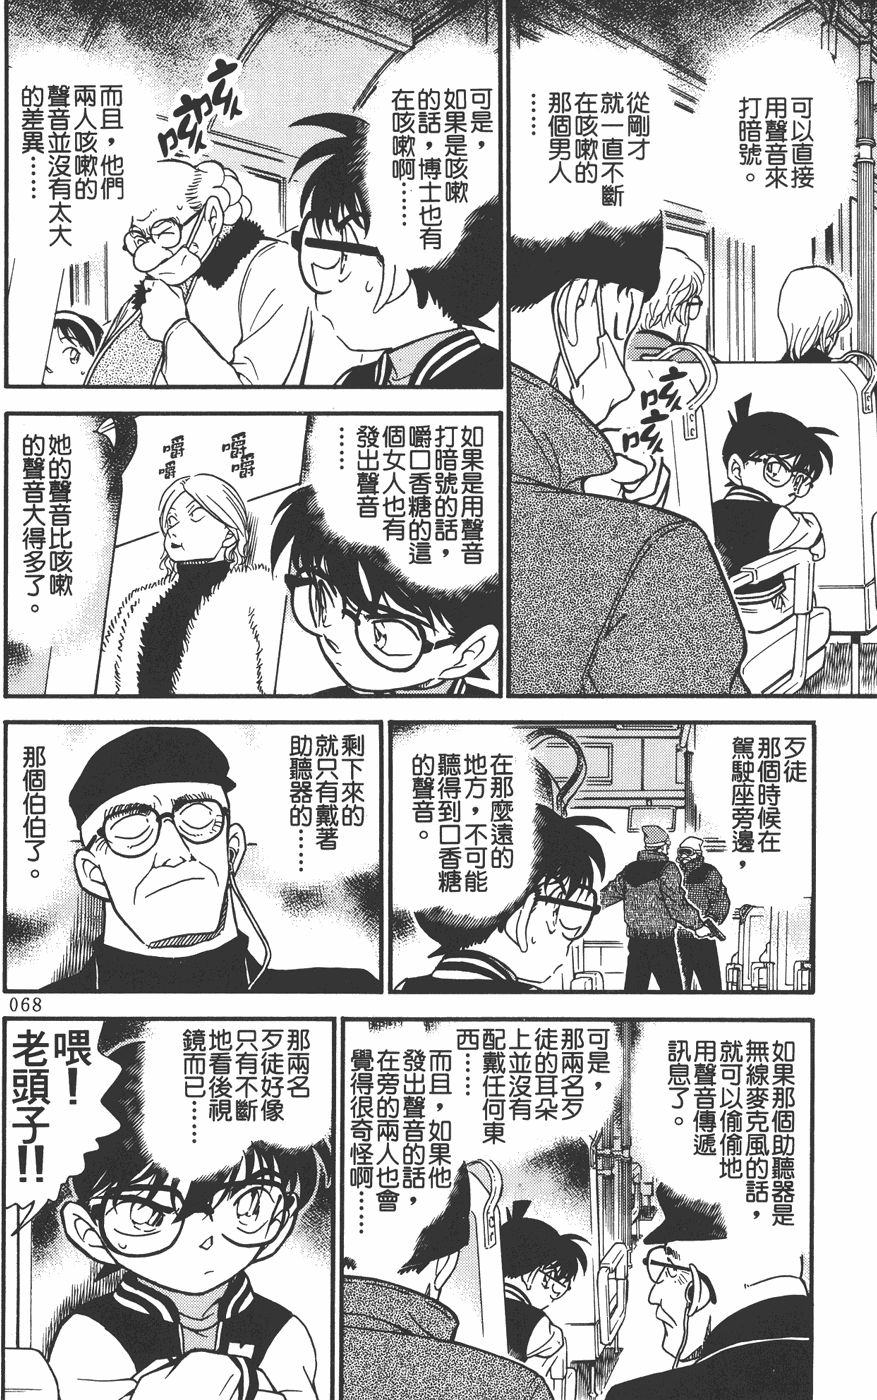 可以直接
用聲音來
打暗號。
從剛才
就一直不斷
在咳嗽的
那個男人
……
咳咳
可是,
如果是咳嗽
的話,博士也有
在咳嗽啊……
咳咳
而且,他們
兩人咳嗽的
聲音並沒有太大
的差異……
如果是用聲音
打暗號的話,
嚼口香糖的這
個女人也有
發出聲音
……
嚼嚼
嚼嚼
嚼嚼
她的聲音比咳嗽
的聲音大得多了。
歹徒
那個時候在
駕駛座旁邊,
在那麼遠的
地方,不可能
聽得到口香糖
的聲音。
剩下來的
就只有戴著
助聽器的……
那個伯伯了。
如果那個助聽器是
無線麥克風的話,
就可以偷偷地
用聲音傳遞
訊息了。
可是,
那兩名歹
徒的耳朵
上並沒有
配戴任何東
西……
而且,如果他
發出聲音的話,
在旁的兩人也會
覺得很奇怪啊……
那兩名
歹徒好像
只有不斷
地看後視
鏡而已……
喂!
老頭子!!
068